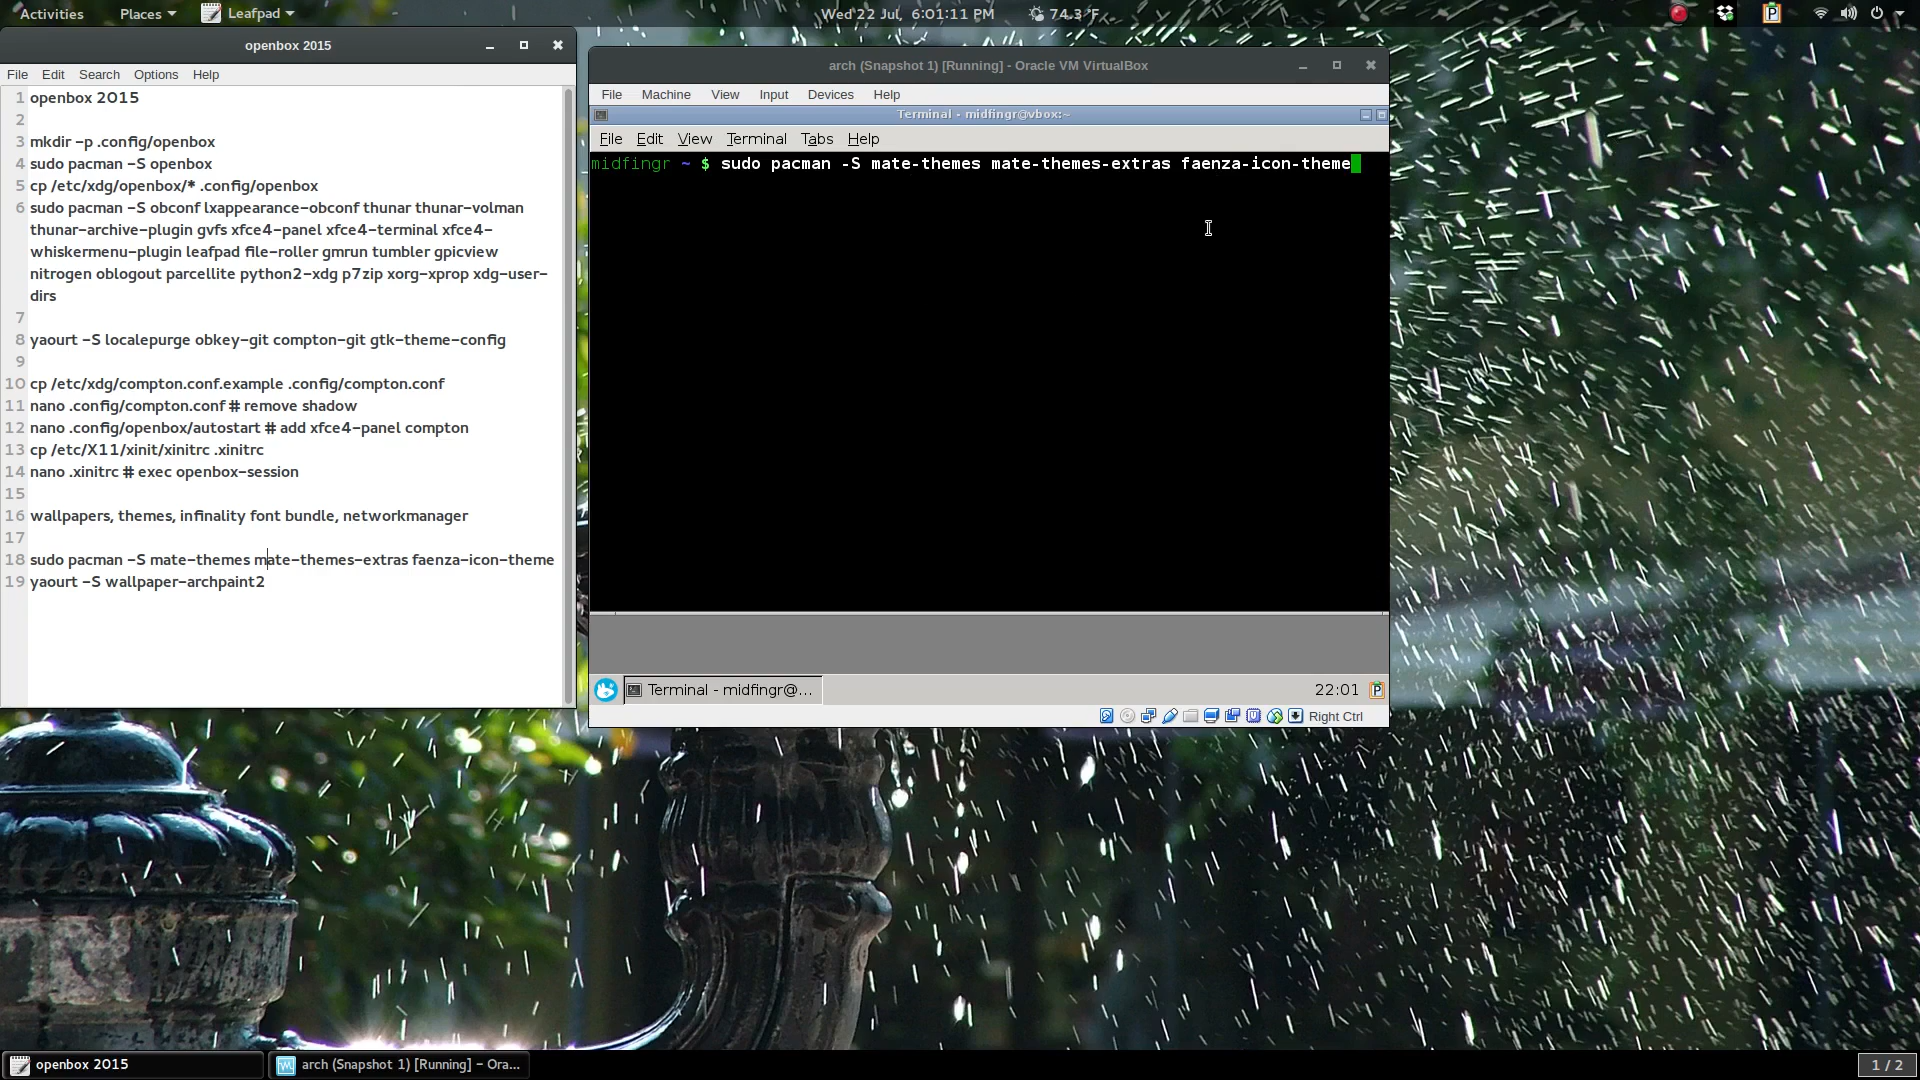 Activities Places Leafpad Wed 22 Jul, 6:01:11 PM 74.3 °F
openbox 2015
File Edit Search Options Help
1 openbox 2015
2
3 mkdir -p .config/openbox
4 sudo pacman -S openbox
5 cp /etc/xdg/openbox/* .config/openbox
6 sudo pacman -S obconf lxappearance-obconf thunar thunar-volman
thunar-archive-plugin gvfs xfce4-panel xfce4-terminal xfce4-
whiskermenu-plugin leafpad file-roller gmrun tumbler gpicview
nitrogen oblogout parcellite python2-xdg p7zip xorg-xprop xdg-user-
dirs
7
8 yaourt -S localepurge obkey-git compton-git gtk-theme-config
9
10 cp /etc/xdg/compton.conf.example .config/compton.conf
11 nano .config/compton.conf # remove shadow
12 nano .config/openbox/autostart # add xfce4-panel compton
13 cp /etc/X11/xinit/xinitrc .xinitrc
14 nano .xinitrc # exec openbox-session
15
16 wallpapers, themes, infinality font bundle, networkmanager
17
18 sudo pacman -S mate-themes mate-themes-extras faenza-icon-theme
19 yaourt -S wallpaper-archpaint2
arch (Snapshot 1) [Running] - Oracle VM VirtualBox
File Machine View Input Devices Help
Terminal - midfingr@vbox:~
File Edit View Terminal Tabs Help
midfingr ~ $ sudo pacman -S mate-themes mate-themes-extras faenza-icon-theme
Terminal - midfingr@... 22:01
Right Ctrl
openbox 2015 arch (Snapshot 1) [Running] - Ora... 1 / 2